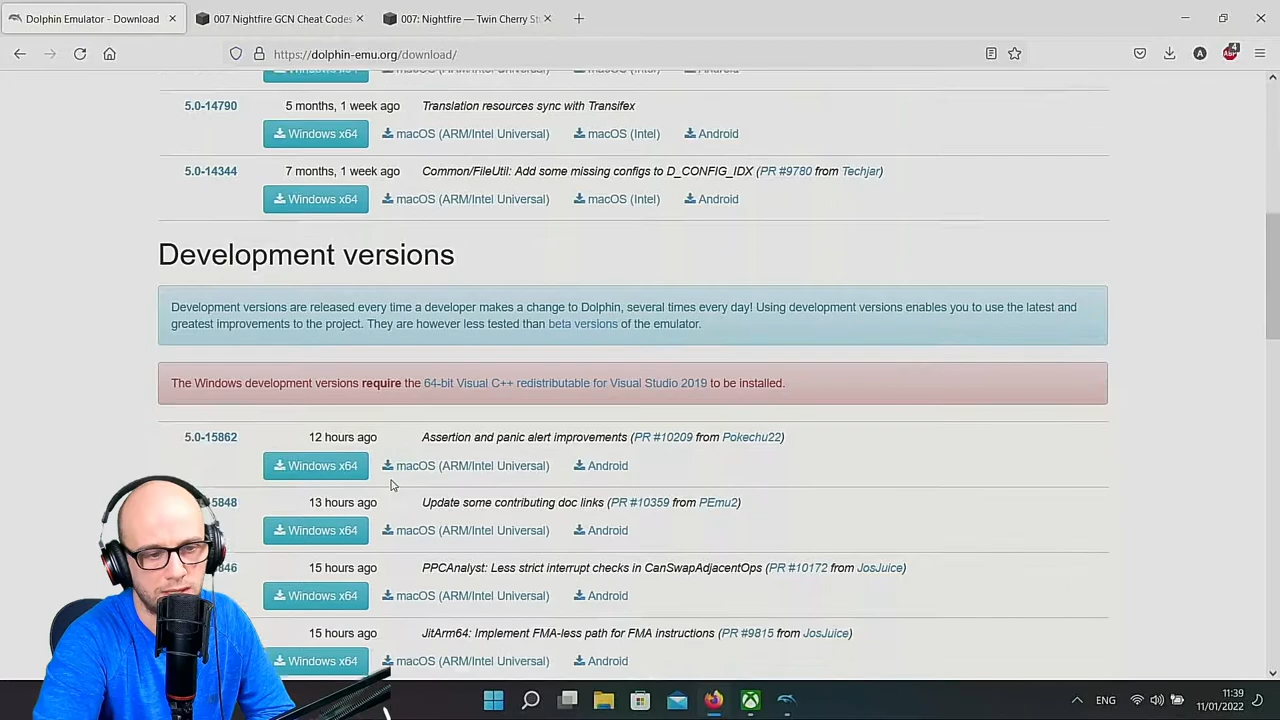 Dolphin Emulator - Download
007 Nightfire GCN Cheat Codes
007: Nightfire — Twin Cherry St
https://dolphin-emu.org/download/
5.0-14790 5 months, 1 week ago Translation resources sync with Transifex
Windows x64 macOS (ARM/Intel Universal) macOS (Intel) Android
5.0-14344 7 months, 1 week ago Common/FileUtil: Add some missing configs to D_CONFIG_IDX (PR #9780 from Techjar)
Windows x64 macOS (ARM/Intel Universal) macOS (Intel) Android
Development versions
Development versions are released every time a developer makes a change to Dolphin, several times every day! Using development versions enables you to use the latest and
greatest improvements to the project. They are however less tested than beta versions of the emulator.
The Windows development versions require the 64-bit Visual C++ redistributable for Visual Studio 2019 to be installed.
5.0-15862 12 hours ago Assertion and panic alert improvements (PR #10209 from Pokechu22)
Windows x64 macOS (ARM/Intel Universal) Android
5848 13 hours ago Update some contributing doc links (PR #10359 from PEmu2)
Windows x64 macOS (ARM/Intel Universal) Android
846 15 hours ago PPCAnalyst: Less strict interrupt checks in CanSwapAdjacentOps (PR #10172 from JosJuice)
Windows x64 macOS (ARM/Intel Universal) Android
15 hours ago JitArm64: Implement FMA-less path for FMA instructions (PR #9815 from JosJuice)
Windows x64 macOS (ARM/Intel Universal) Android
ENG
11:39
11/01/2022